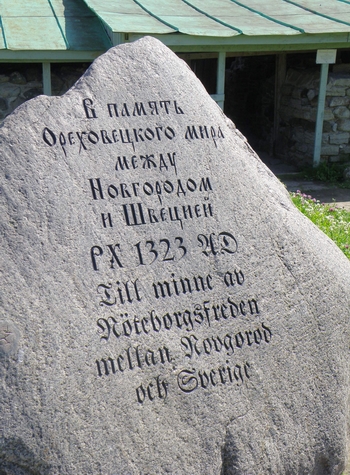 В память
Ореховецкого мира
между
Новгородом
и Швецией
РХ 1323 AD
Till minne av
Nöteborgsfreden
mellan Novgorod
och Sverige